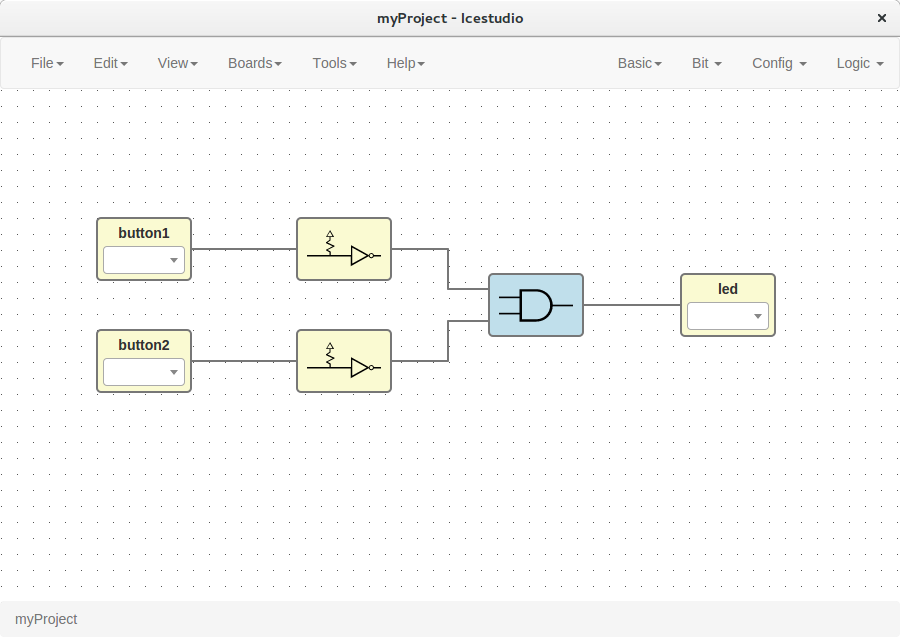 myProject - Icestudio
File Edit View Boards Tools Help Basic Bit Config Logic
button1
led
button2
myProject